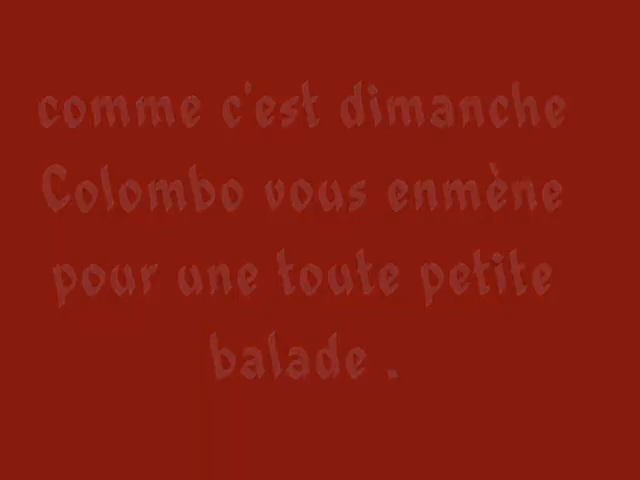 comme c'est dimanche
Colombo vous enmène
pour une toute petite
balade .